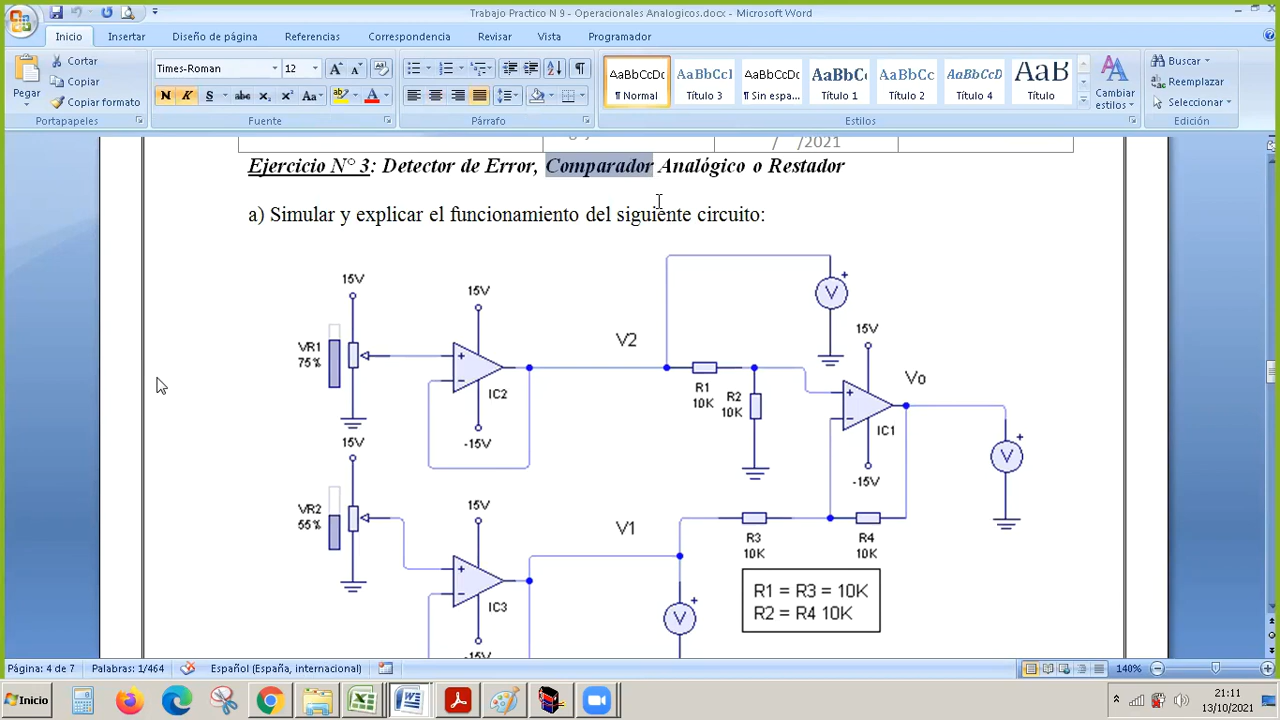 Trabajo Practico N 9 - Operacionales Analogicos.docx - Microsoft Word
Inicio Insertar Diseño de página Referencias Correspondencia Revisar Vista Programador
Pegar
Cortar
Copiar
Copiar formato
Portapapeles
Times-Roman 12
N K S abc x₂ x² Aa
Fuente
Párrafo
AaBbCcDc AaBbCcI AaBbCcDc AaBbC AaBbCc AaBbCcD AaB
¶ Normal Título 3 ¶ Sin espa... Título 1 Título 2 Título 4 Título
Cambiar estilos
Estilos
Buscar
Reemplazar
Seleccionar
Edición
/ /2021
Ejercicio N° 3: Detector de Error, Comparador Analógico o Restador
a) Simular y explicar el funcionamiento del siguiente circuito:
15V
VR1
75%
15V
IC2
-15V
V2
V
+
R1
10K
R2
10K
15V
IC1
-15V
Vo
V
+
15V
VR2
55%
15V
IC3
-15V
V1
V
+
R3
10K
R4
10K
R1 = R3 = 10K
R2 = R4 10K
Página: 4 de 7 Palabras: 1/464 Español (España, internacional) 140%
Inicio
21:11
13/10/2021